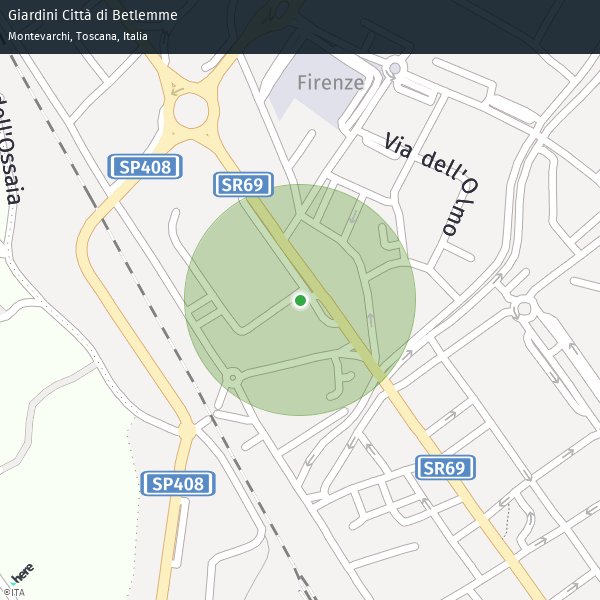 Giardini Città di Betlemme
Montevarchi, Toscana, Italia
Firenze
dell'Ossaia
SP408
SR69
Via dell'Olmo
SR69
SP408
here
©ITA